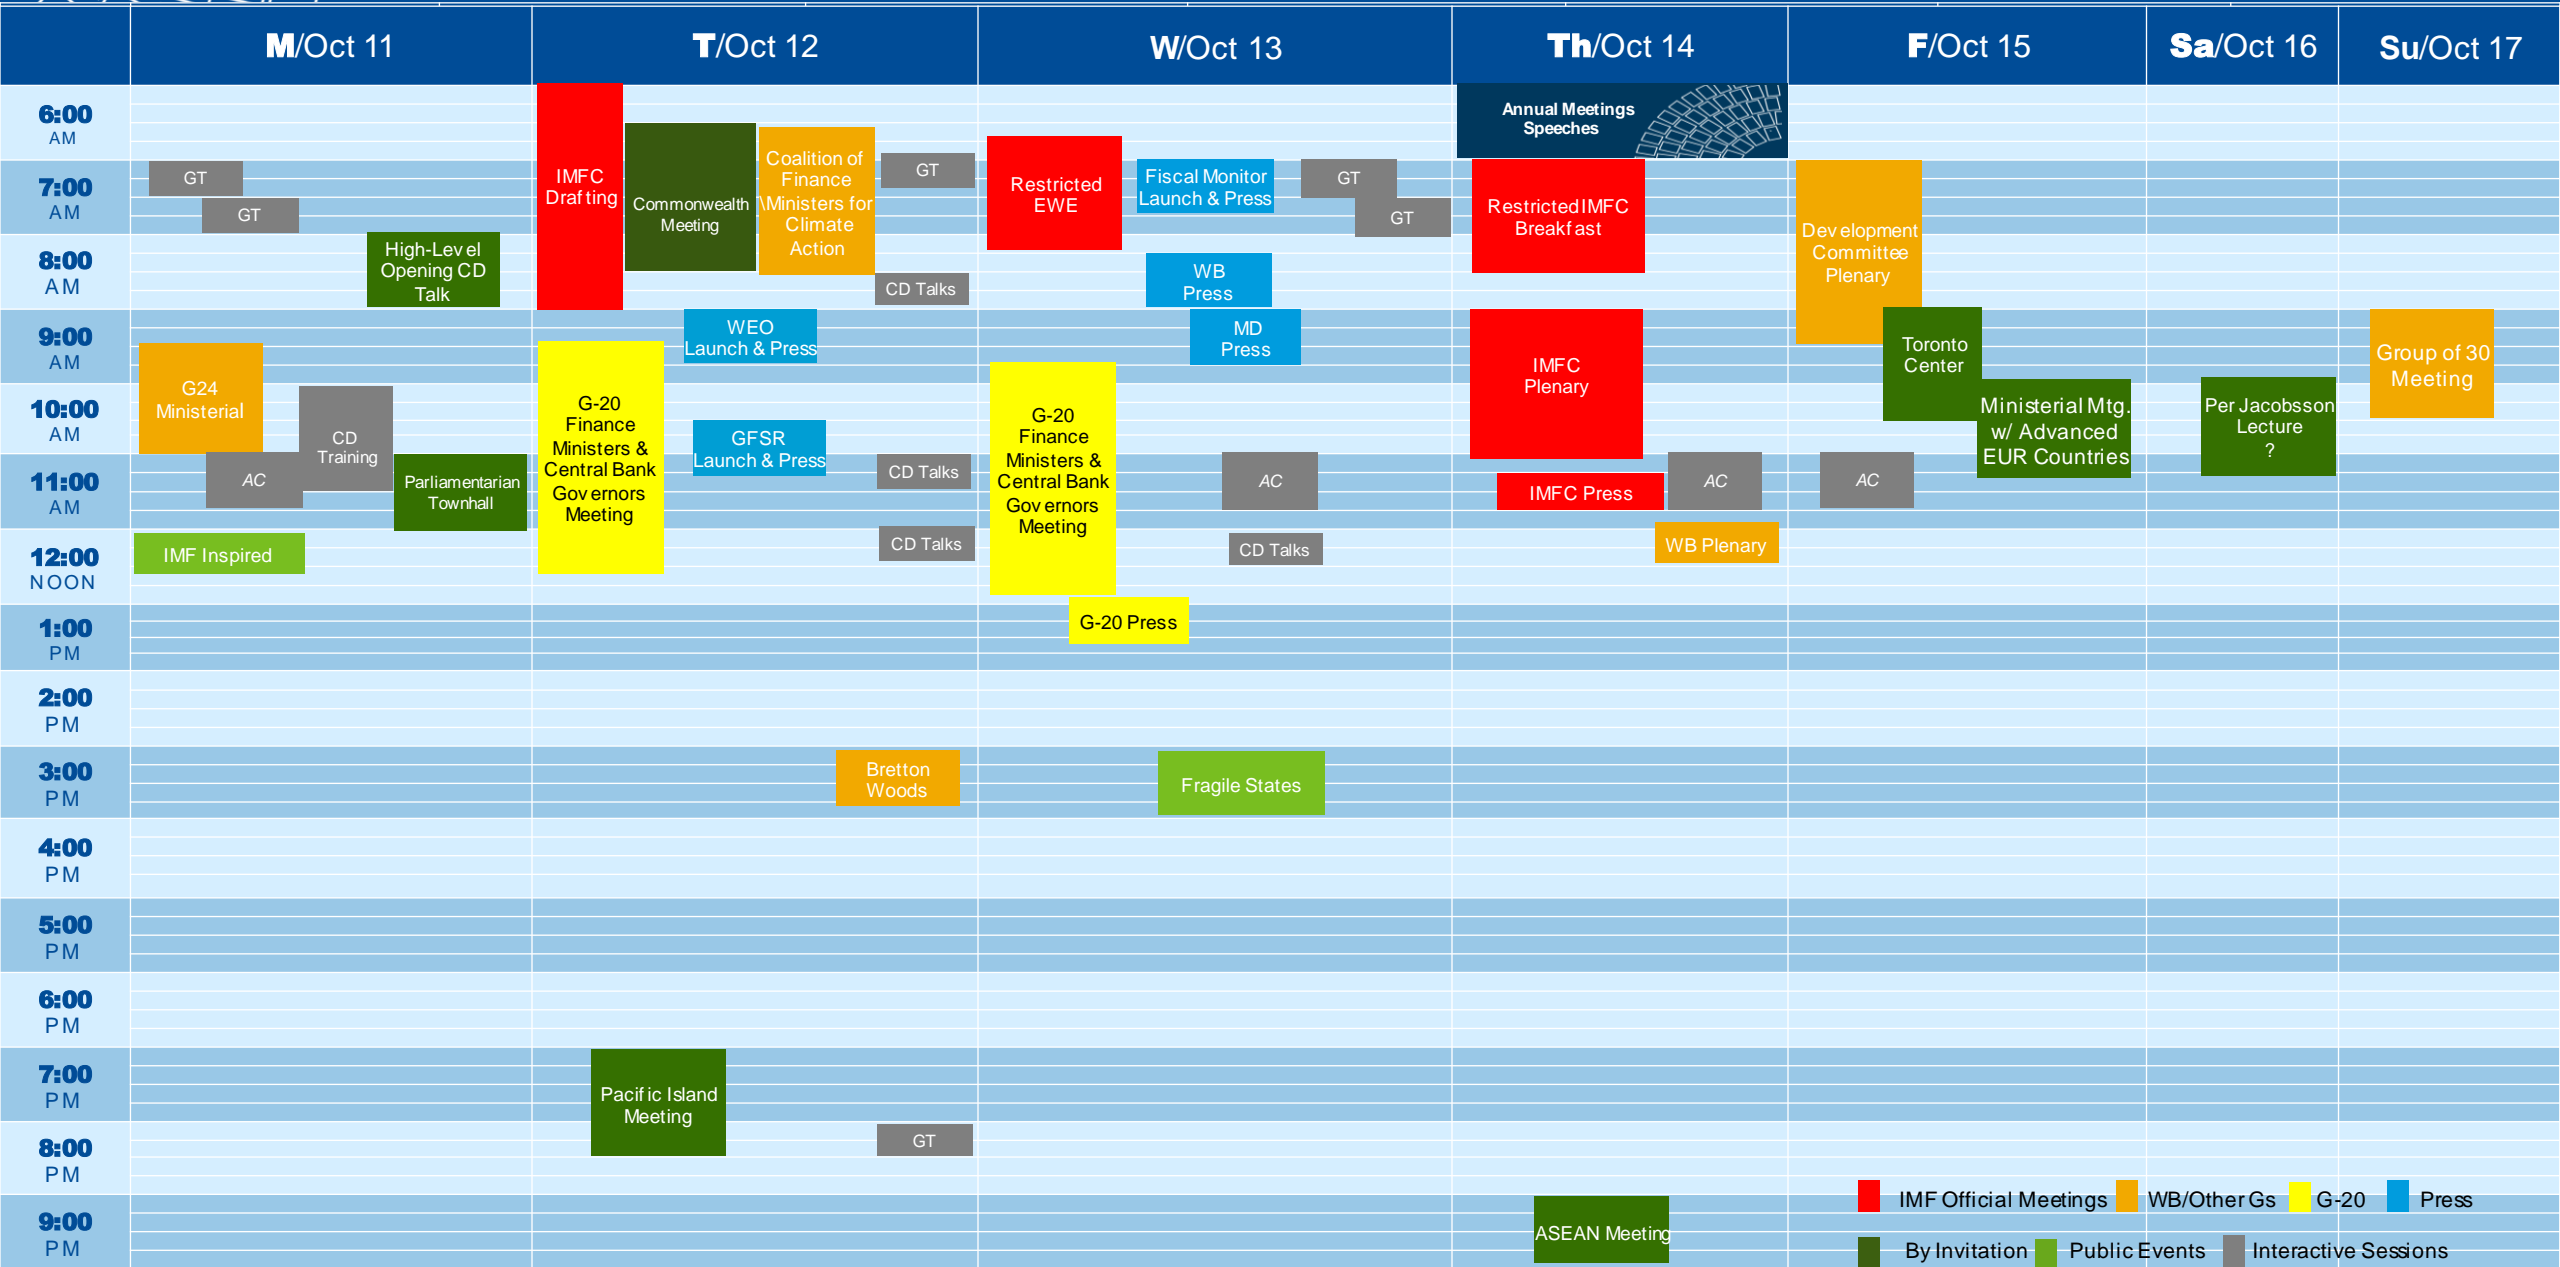 M/Oct 11
T/Oct 12
W/Oct 13
Th/Oct 14
F/Oct 15
Sa/Oct 16
Su/Oct 17
6:00
AM
7:00
AM
8:00
AM
9:00
AM
10:00
AM
11:00
AM
12:00
NOON
1:00
PM
2:00
PM
3:00
PM
4:00
PM
5:00
PM
6:00
PM
7:00
PM
8:00
PM
9:00
PM
GT
GT
High-Level
Opening CD
Talk
G24
Ministerial
CD
Training
AC
Parliamentarian
Townhall
IMF Inspired
IMFC
Drafting
Commonwealth
Meeting
Coalition of
Finance
\Ministers for
Climate
Action
GT
CD Talks
WEO
Launch & Press
G-20
Finance
Ministers &
Central Bank
Governors
Meeting
GFSR
Launch & Press
CD Talks
CD Talks
Bretton
Woods
Pacific Island
Meeting
GT
Restricted
EWE
Fiscal Monitor
Launch & Press
GT
GT
WB
Press
MD
Press
G-20
Finance
Ministers &
Central Bank
Governors
Meeting
AC
CD Talks
G-20 Press
Fragile States
Annual Meetings
Speeches
Restricted IMFC
Breakfast
IMFC
Plenary
IMFC Press
AC
WB Plenary
ASEAN Meeting
Development
Committee
Plenary
Toronto
Center
Ministerial Mtg.
w/ Advanced
EUR Countries
AC
Per Jacobsson
Lecture
?
Group of 30
Meeting
IMF Official Meetings
WB/Other Gs
G-20
Press
By Invitation
Public Events
Interactive Sessions